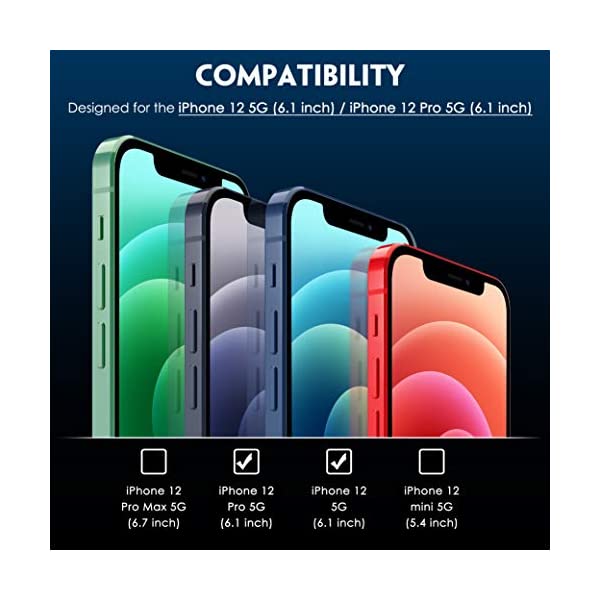 COMPATIBILITY
Designed for the iPhone 12 5G (6.1 inch) / iPhone 12 Pro 5G (6.1 inch)
iPhone 12
Pro Max 5G
(6.7 inch)
iPhone 12
Pro 5G
(6.1 inch)
iPhone 12
5G
(6.1 inch)
iPhone 12
mini 5G
(5.4 inch)